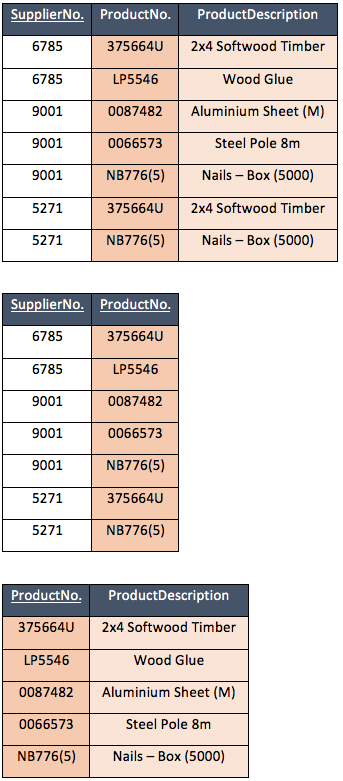 SupplierNo. ProductNo. ProductDescription
6785 375664U 2x4 Softwood Timber
6785 LP5546 Wood Glue
9001 0087482 Aluminium Sheet (M)
9001 0066573 Steel Pole 8m
9001 NB776(5) Nails – Box (5000)
5271 375664U 2x4 Softwood Timber
5271 NB776(5) Nails – Box (5000)
SupplierNo. ProductNo.
6785 375664U
6785 LP5546
9001 0087482
9001 0066573
9001 NB776(5)
5271 375664U
5271 NB776(5)
ProductNo. ProductDescription
375664U 2x4 Softwood Timber
LP5546 Wood Glue
0087482 Aluminium Sheet (M)
0066573 Steel Pole 8m
NB776(5) Nails – Box (5000)